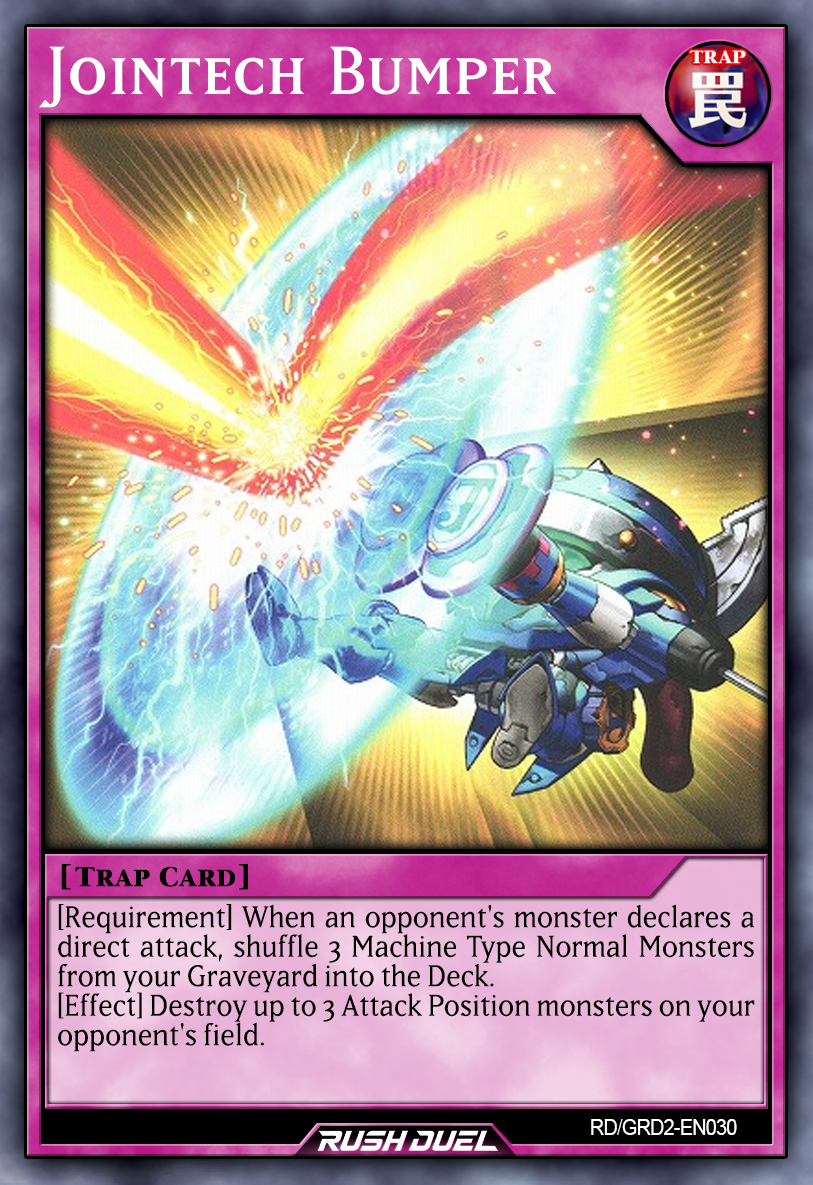 Jointech Bumper
TRAP
罠
[Trap Card]
[Requirement] When an opponent's monster declares a
direct attack, shuffle 3 Machine Type Normal Monsters
from your Graveyard into the Deck.
[Effect] Destroy up to 3 Attack Position monsters on your
opponent's field.
RD/GRD2-EN030
RUSH DUEL